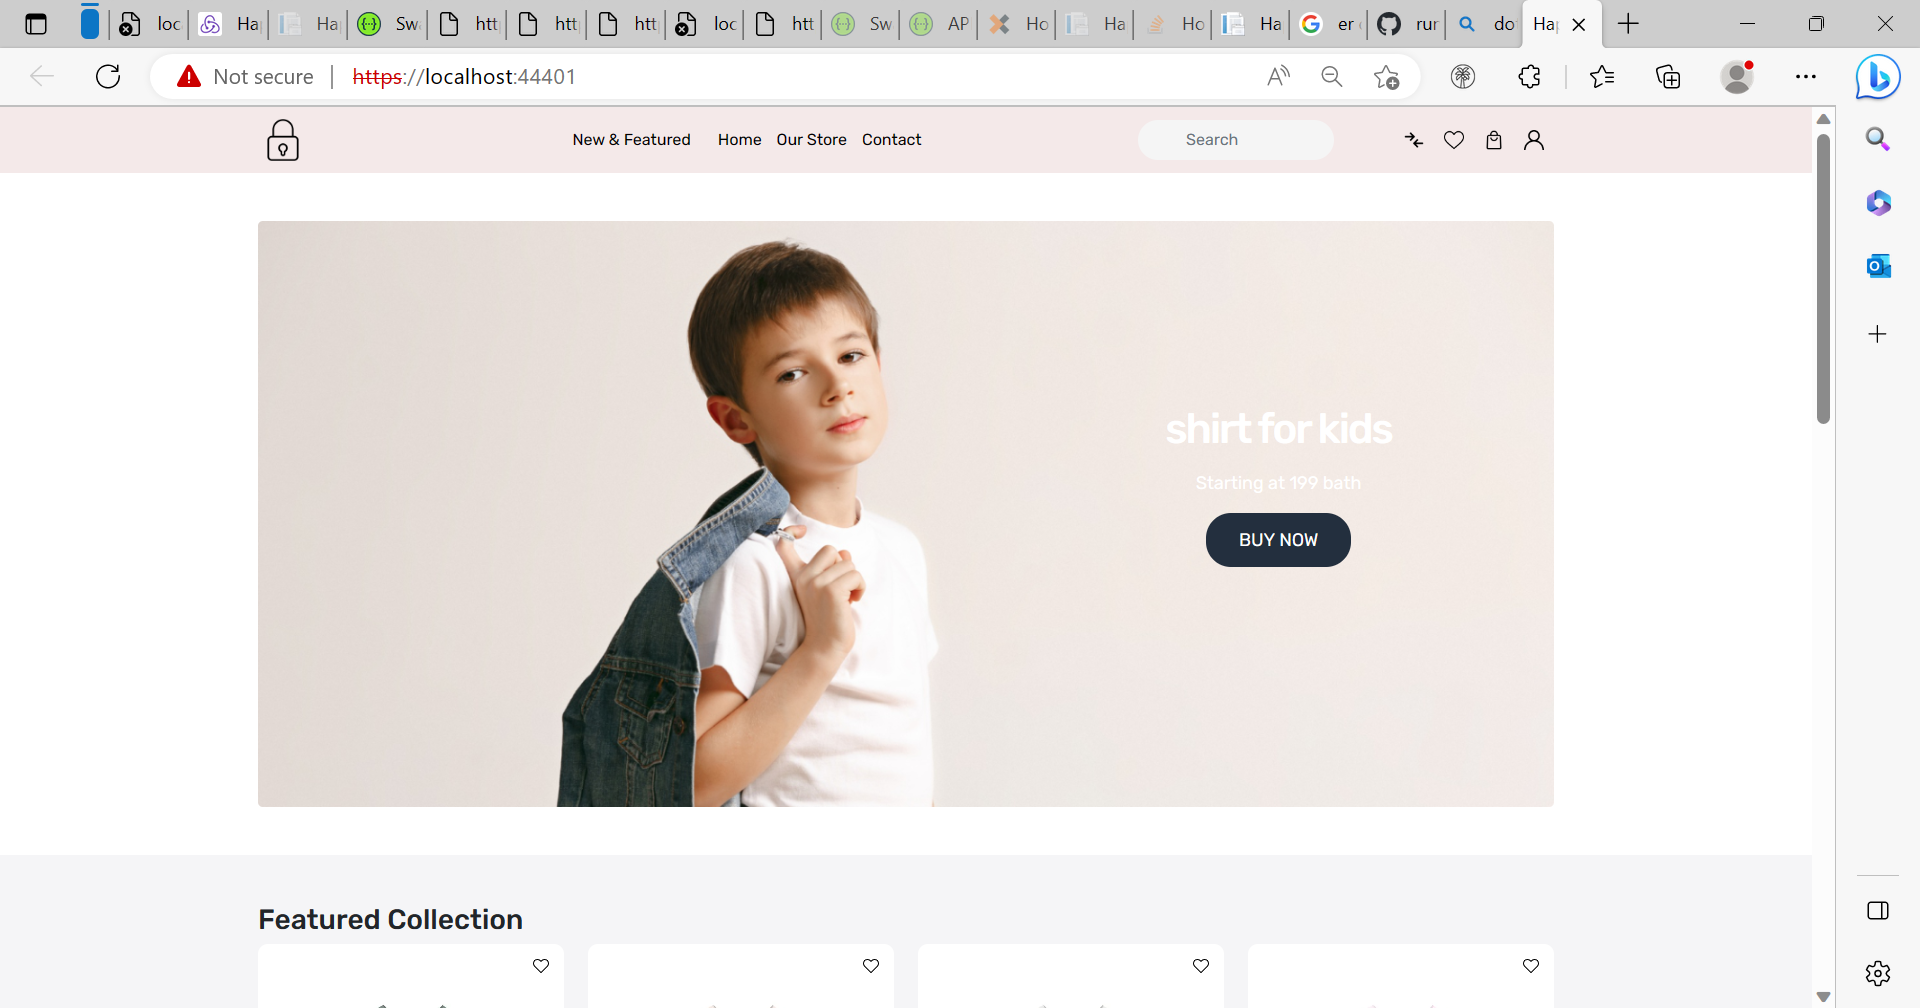 loc
Ha
Ha
Sw
htt
htt
htt
loc
htt
Sw
AP
Ho
Ha
Ho
Ha
er
rur
do
Hap
Not secure
https://localhost:44401
New & Featured
Home
Our Store
Contact
Search
shirt for kids
Starting at 199 bath
BUY NOW
Featured Collection